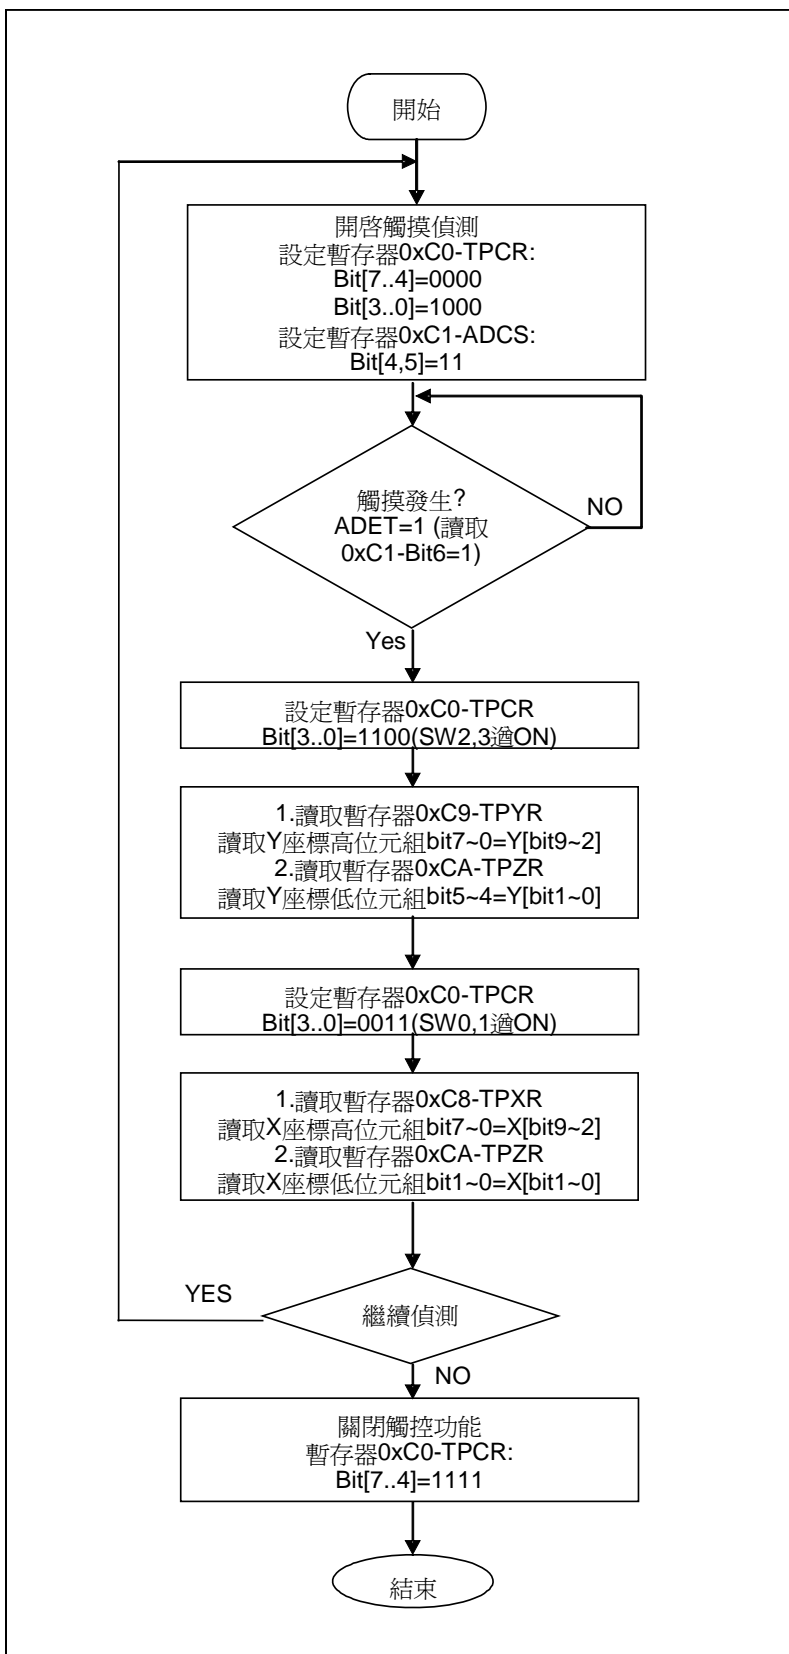 開始
開啓觸摸偵測
設定暫存器0xC0-TPCR:
Bit[7..4]=0000
Bit[3..0]=1000
設定暫存器0xC1-ADCS:
Bit[4,5]=11
觸摸發生?
ADET=1 (讀取
0xC1-Bit6=1)
NO
Yes
設定暫存器0xC0-TPCR
Bit[3..0]=1100(SW2,3遒ON)
1.讀取暫存器0xC9-TPYR
讀取Y座標高位元組bit7~0=Y[bit9~2]
2.讀取暫存器0xCA-TPZR
讀取Y座標低位元組bit5~4=Y[bit1~0]
設定暫存器0xC0-TPCR
Bit[3..0]=0011(SW0,1遒ON)
1.讀取暫存器0xC8-TPXR
讀取X座標高位元組bit7~0=X[bit9~2]
2.讀取暫存器0xCA-TPZR
讀取X座標低位元組bit1~0=X[bit1~0]
YES
繼續偵測
NO
關閉觸控功能
暫存器0xC0-TPCR:
Bit[7..4]=1111
結束